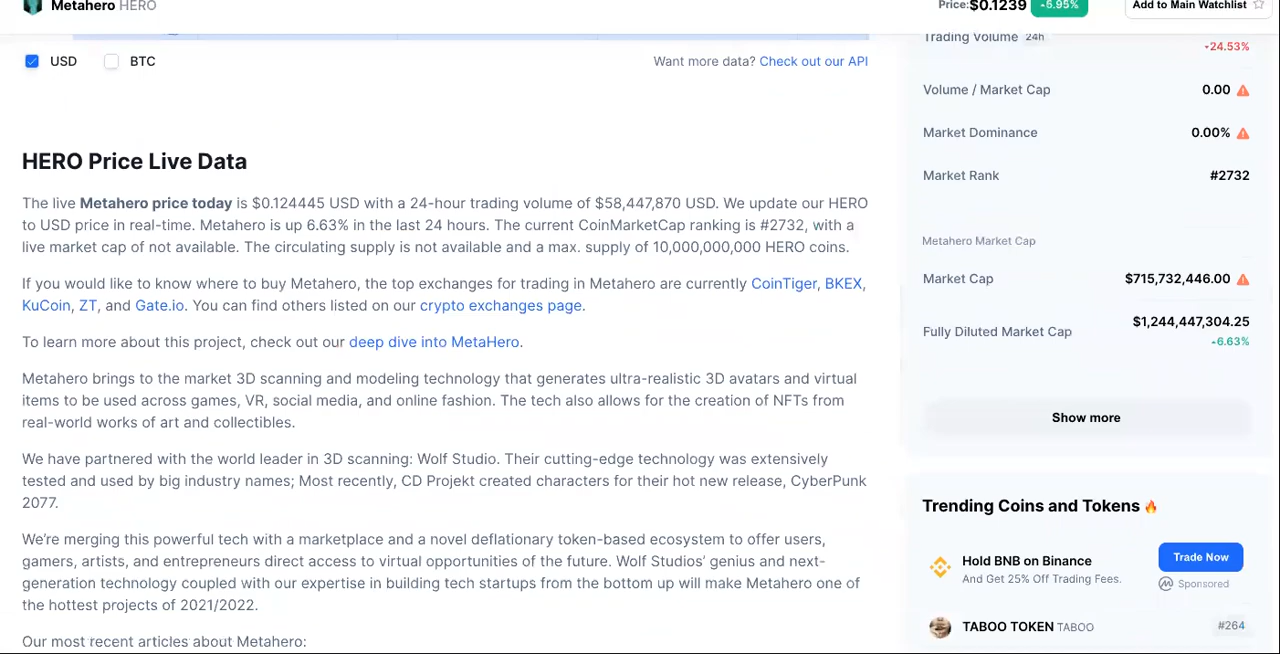 Metahero HERO
Price:$0.1239
-5.95%
Add to Main Watchlist
USD
BTC
Want more data? Check out our API
HERO Price Live Data
The live Metahero price today is $0.124445 USD with a 24-hour trading volume of $58,447,870 USD. We update our HERO
to USD price in real-time. Metahero is up 6.63% in the last 24 hours. The current CoinMarketCap ranking is #2732, with a
live market cap of not available. The circulating supply is not available and a max. supply of 10,000,000,000 HERO coins.
If you would like to know where to buy Metahero, the top exchanges for trading in Metahero are currently CoinTiger, BKEX,
KuCoin, ZT, and Gate.io. You can find others listed on our crypto exchanges page.
To learn more about this project, check out our deep dive into MetaHero.
Metahero brings to the market 3D scanning and modeling technology that generates ultra-realistic 3D avatars and virtual
items to be used across games, VR, social media, and online fashion. The tech also allows for the creation of NFTs from
real-world works of art and collectibles.
We have partnered with the world leader in 3D scanning: Wolf Studio. Their cutting-edge technology was extensively
tested and used by big industry names; Most recently, CD Projekt created characters for their hot new release, CyberPunk
2077.
We're merging this powerful tech with a marketplace and a novel deflationary token-based ecosystem to offer users,
gamers, artists, and entrepreneurs direct access to virtual opportunities of the future. Wolf Studios' genius and next-
generation technology coupled with our expertise in building tech startups from the bottom up will make Metahero one of
the hottest projects of 2021/2022.
Our most recent articles about Metahero:
Trading Volume 24h
24.53%
Volume / Market Cap
0.00
Market Dominance
0.00%
Market Rank
#2732
Metahero Market Cap
Market Cap
$715,732,446.00
Fully Diluted Market Cap
$1,244,447,304.25
6.63%
Show more
Trending Coins and Tokens 🔥
Hold BNB on Binance
And Get 25% Off Trading Fees.
Trade Now
Sponsored
TABOO TOKEN TABOO
#264